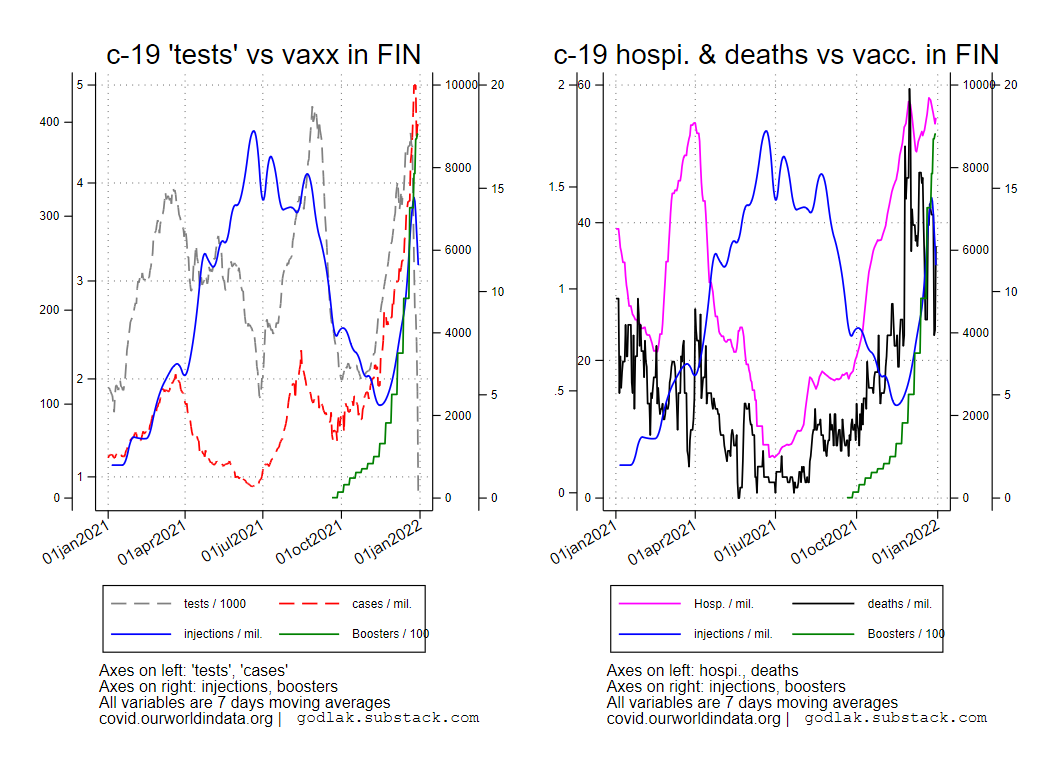 c-19 'tests' vs vaxx in FIN
5
4
3
2
1
400
300
200
100
0
10000
8000
6000
4000
2000
0
20
15
10
5
0
01jan2021
01apr2021
01jul2021
01oct2021
01jan2022
tests / 1000
cases / mil.
injections / mil.
Boosters / 100
Axes on left: 'tests', 'cases'
Axes on right: injections, boosters
All variables are 7 days moving averages
covid.ourworldindata.org | godlak.substack.com
c-19 hospi. & deaths vs vacc. in FIN
2
1.5
1
.5
0
60
40
20
0
10000
8000
6000
4000
2000
0
20
15
10
5
0
01jan2021
01apr2021
01jul2021
01oct2021
01jan2022
Hosp. / mil.
deaths / mil.
injections / mil.
Boosters / 100
Axes on left: hospi., deaths
Axes on right: injections, boosters
All variables are 7 days moving averages
covid.ourworldindata.org | godlak.substack.com